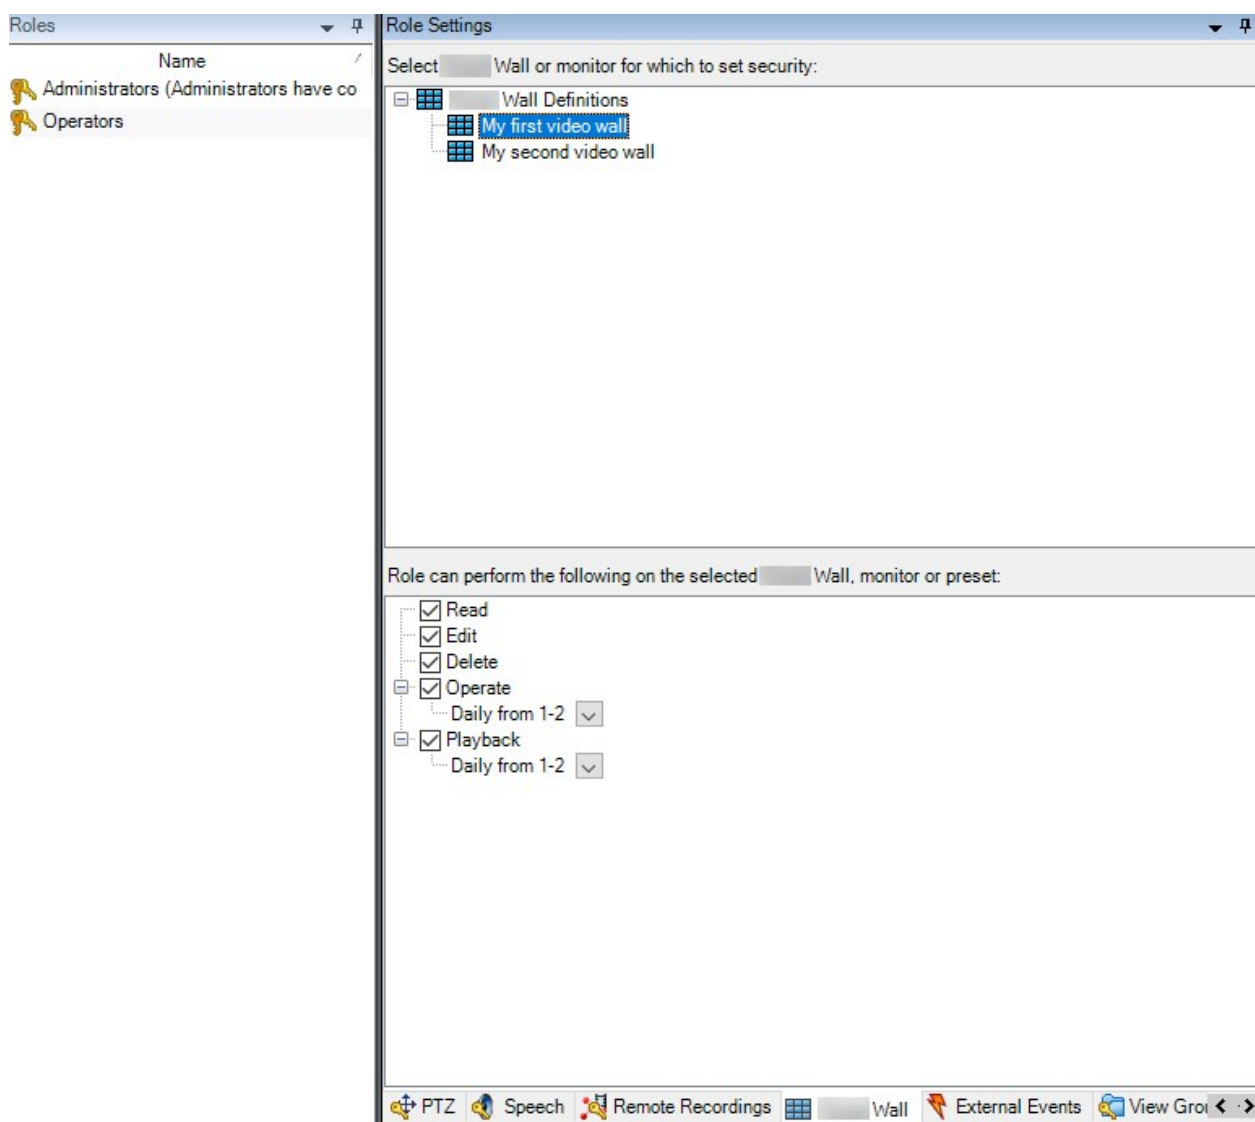 Roles
Name
Administrators (Administrators have co
Operators
Role Settings
Select Wall or monitor for which to set security:
Wall Definitions
My first video wall
My second video wall
Role can perform the following on the selected Wall, monitor or preset:
Read
Edit
Delete
Operate
Daily from 1-2
Playback
Daily from 1-2
PTZ Speech Remote Recordings Wall External Events View Grou